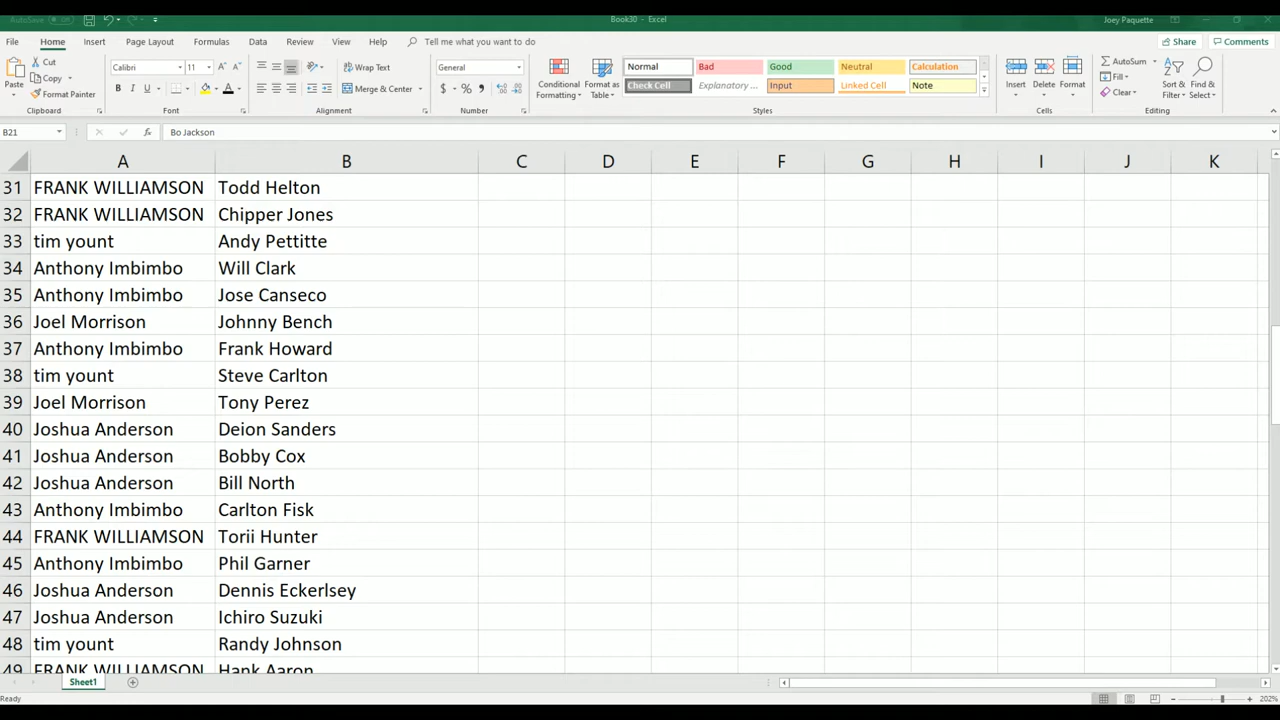 AutoSave Off Book30 - Excel Joey Paquette
File Home Insert Page Layout Formulas Data Review View Help Tell me what you want to do Share Comments
Paste Cut Copy Format Painter Clipboard
Calibri 11 A A B I U A Font
Wrap Text Merge & Center Alignment
General $ % , Number
Conditional Formatting Format as Table
Normal Bad Good Neutral Calculation
Check Cell Explanatory ... Input Linked Cell Note
Styles
Insert Delete Format Cells
AutoSum Fill Clear Sort & Filter Find & Select Editing
B21 fx Bo Jackson
A B C D E F G H I J K
31 FRANK WILLIAMSON Todd Helton
32 FRANK WILLIAMSON Chipper Jones
33 tim yount Andy Pettitte
34 Anthony Imbimbo Will Clark
35 Anthony Imbimbo Jose Canseco
36 Joel Morrison Johnny Bench
37 Anthony Imbimbo Frank Howard
38 tim yount Steve Carlton
39 Joel Morrison Tony Perez
40 Joshua Anderson Deion Sanders
41 Joshua Anderson Bobby Cox
42 Joshua Anderson Bill North
43 Anthony Imbimbo Carlton Fisk
44 FRANK WILLIAMSON Torii Hunter
45 Anthony Imbimbo Phil Garner
46 Joshua Anderson Dennis Eckerlsey
47 Joshua Anderson Ichiro Suzuki
48 tim yount Randy Johnson
49 FRANK WILLIAMSON Hank Aaron
Sheet1
Ready 202%